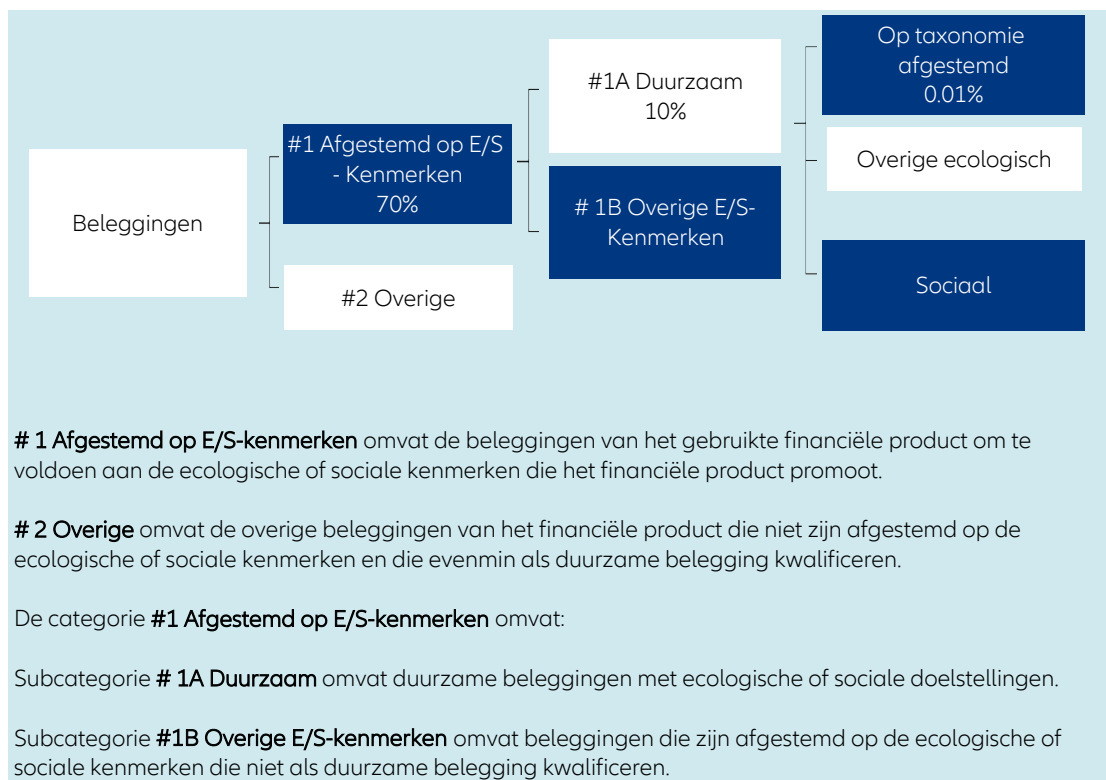 Beleggingen
#1 Afgestemd op E/S
- Kenmerken
70%
#2 Overige
#1A Duurzaam
10%
# 1B Overige E/S-
Kenmerken
Op taxonomie
afgestemd
0.01%
Overige ecologisch
Sociaal
# 1 Afgestemd op E/S-kenmerken omvat de beleggingen van het gebruikte financiële product om te
voldoen aan de ecologische of sociale kenmerken die het financiële product promoot.
# 2 Overige omvat de overige beleggingen van het financiële product die niet zijn afgestemd op de
ecologische of sociale kenmerken en die evenmin als duurzame belegging kwalificeren.
De categorie #1 Afgestemd op E/S-kenmerken omvat:
Subcategorie # 1A Duurzaam omvat duurzame beleggingen met ecologische of sociale doelstellingen.
Subcategorie #1B Overige E/S-kenmerken omvat beleggingen die zijn afgestemd op de ecologische of
sociale kenmerken die niet als duurzame belegging kwalificeren.